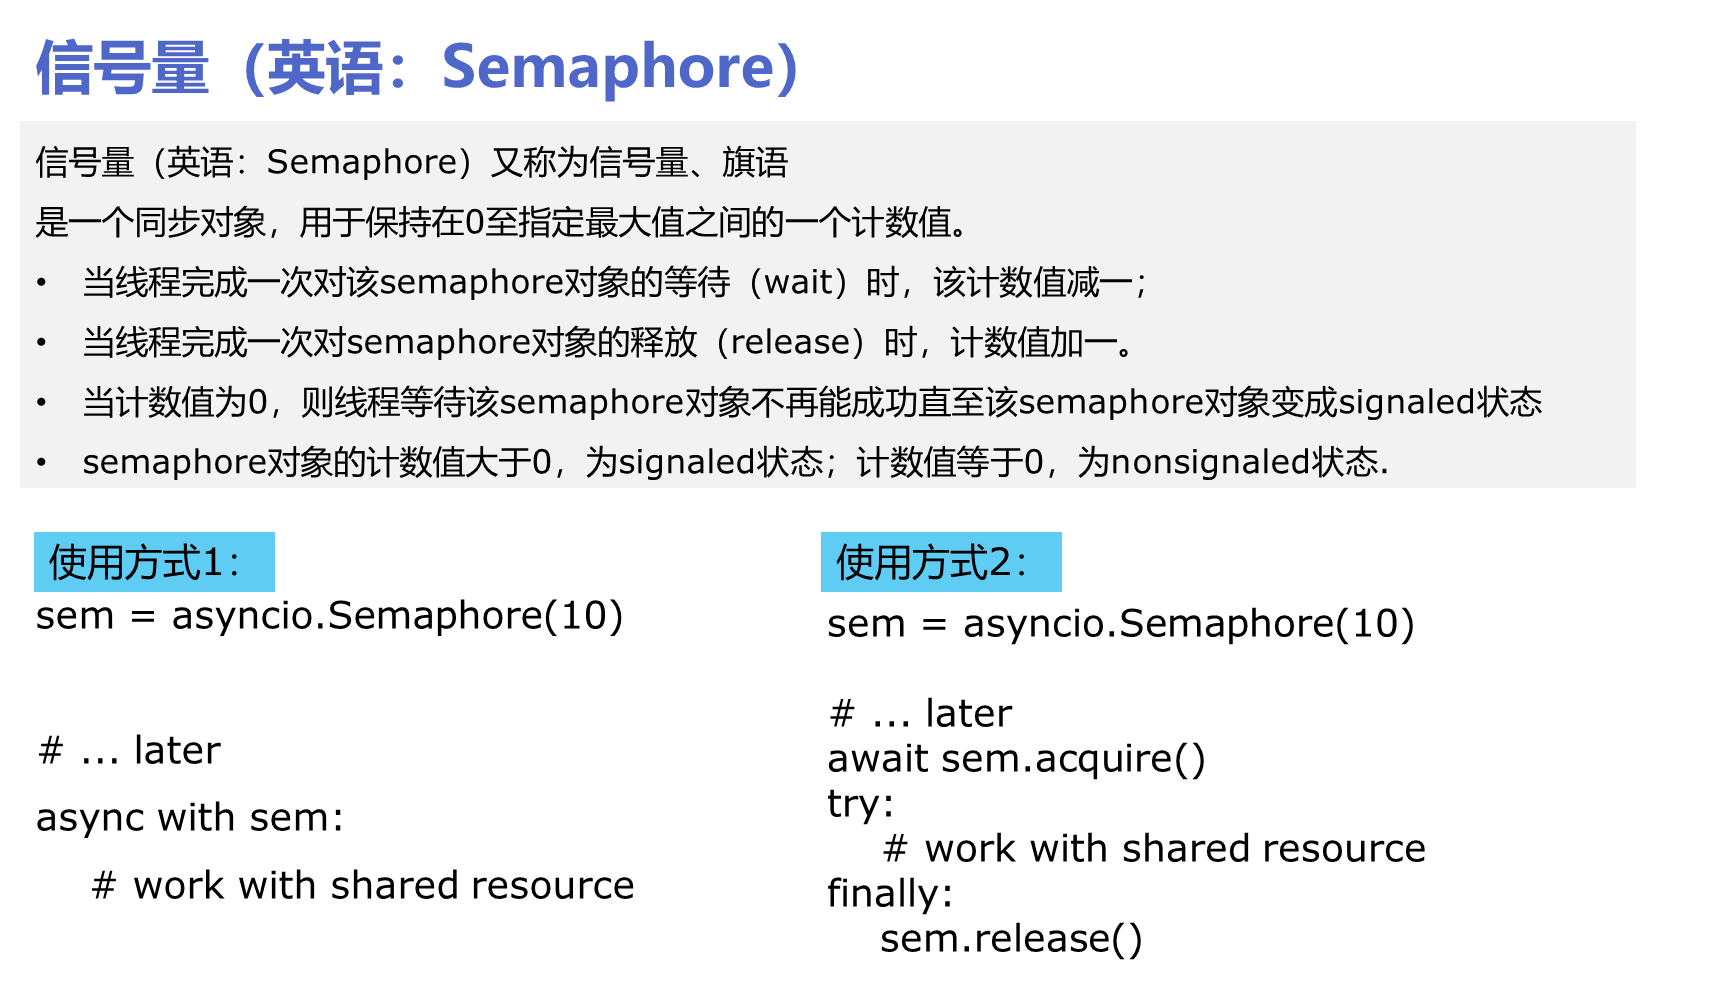 信号量（英语：Semaphore）
信号量（英语：Semaphore）又称为信号量、旗语
是一个同步对象，用于保持在0至指定最大值之间的一个计数值。
• 当线程完成一次对该semaphore对象的等待（wait）时，该计数值减一；
• 当线程完成一次对semaphore对象的释放（release）时，计数值加一。
• 当计数值为0，则线程等待该semaphore对象不再能成功直至该semaphore对象变成signaled状态
• semaphore对象的计数值大于0，为signaled状态；计数值等于0，为nonsignaled状态.
使用方式1：
sem = asyncio.Semaphore(10)
# ... later
async with sem:
    # work with shared resource
使用方式2：
sem = asyncio.Semaphore(10)
# ... later
await sem.acquire()
try:
    # work with shared resource
finally:
    sem.release()